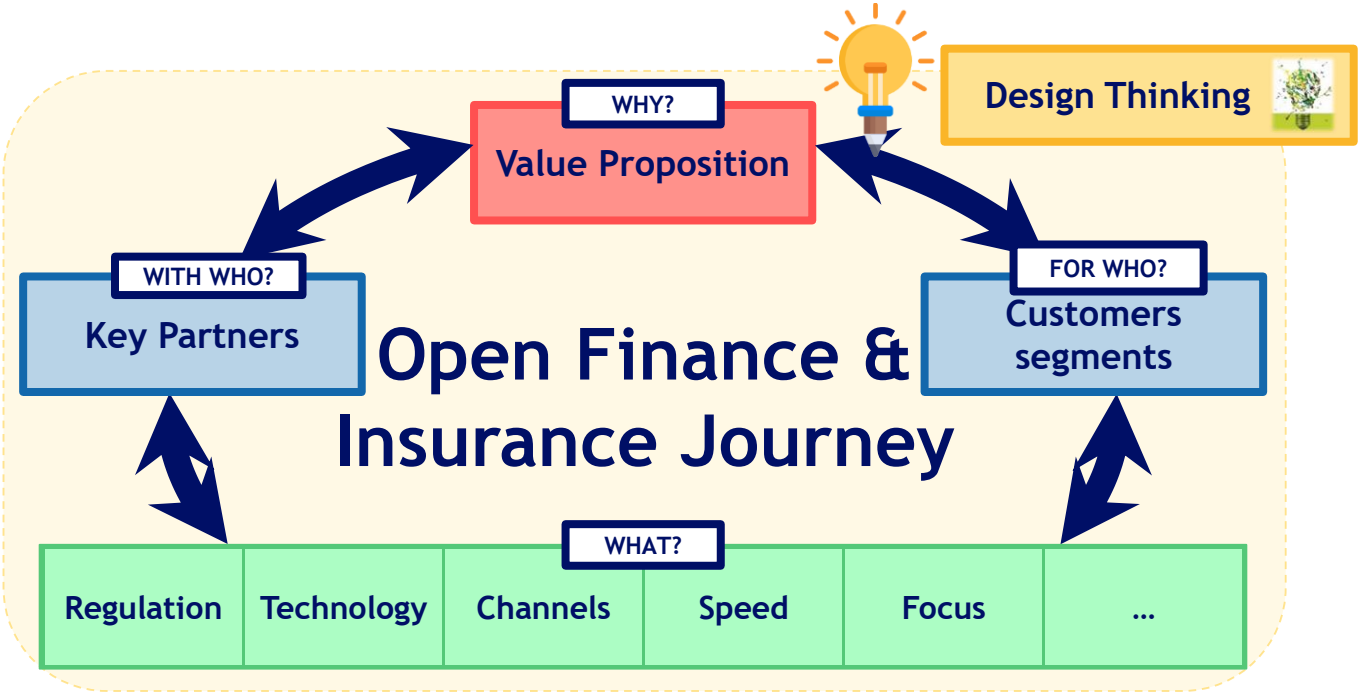 Design Thinking
WHY?
Value Proposition
WITH WHO?
Key Partners
FOR WHO?
Customers
segments
Open Finance &
Insurance Journey
WHAT?
Regulation
Technology
Channels
Speed
Focus
...